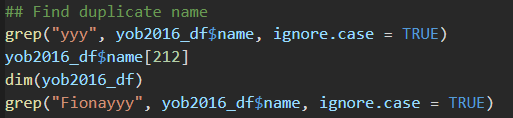 ## Find duplicate name
grep("yyy", yob2016_df$name, ignore.case = TRUE)
yob2016_df$name[212]
dim(yob2016_df)
grep("Fionayyy", yob2016_df$name, ignore.case = TRUE)